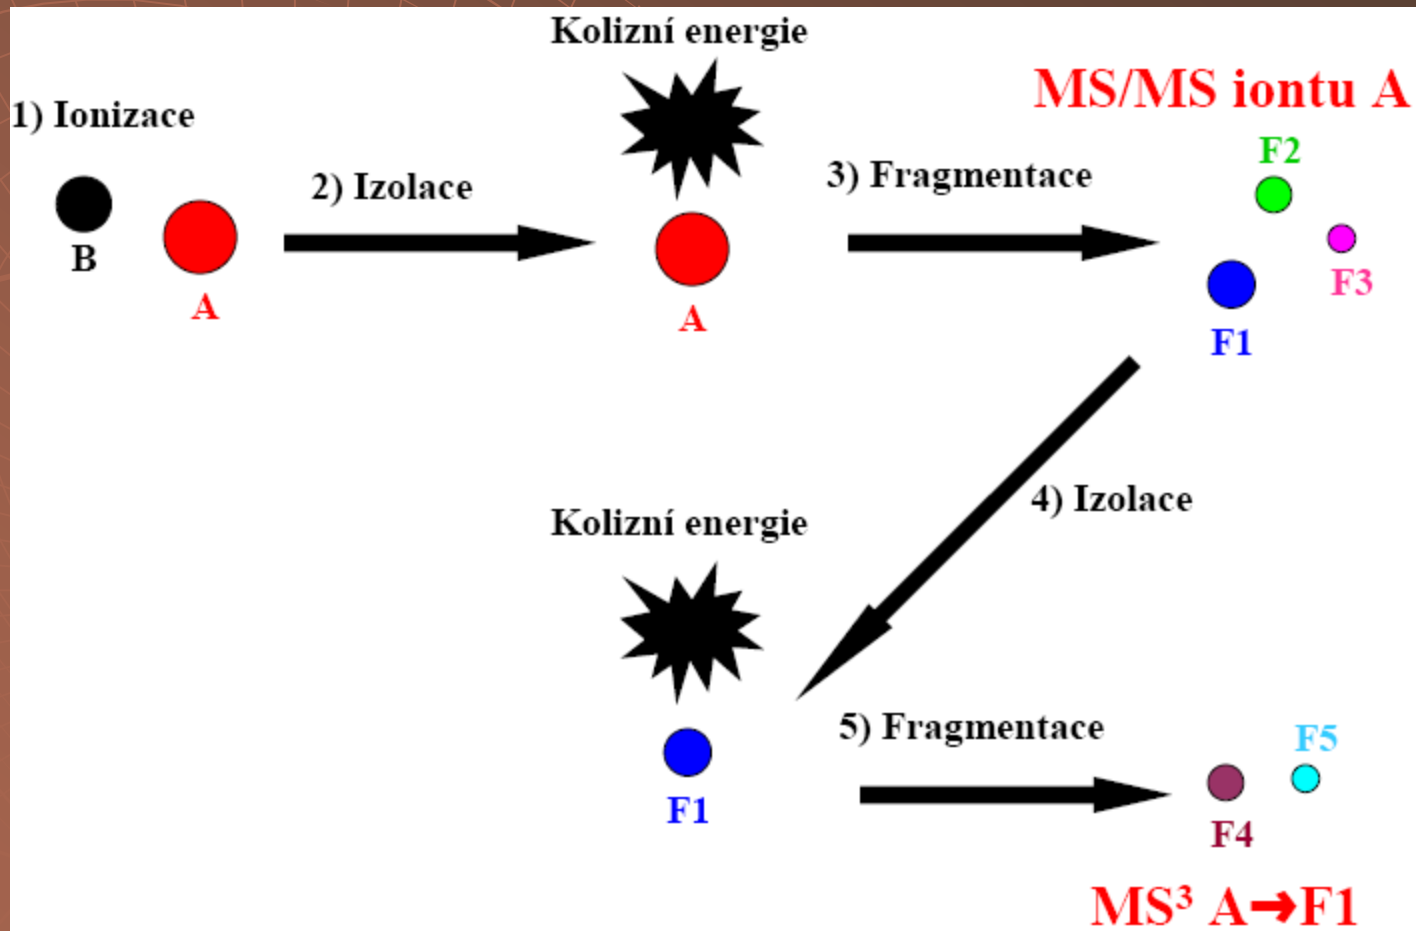 Kolizní energie
MS/MS iontu A
1) Ionizace
F2
3) Fragmentace
2) Izolace
B
F3
A
A
F1
4) Izolace
Kolizní energie
5) Fragmentace
F5
F1
F4
MS³ A→F1